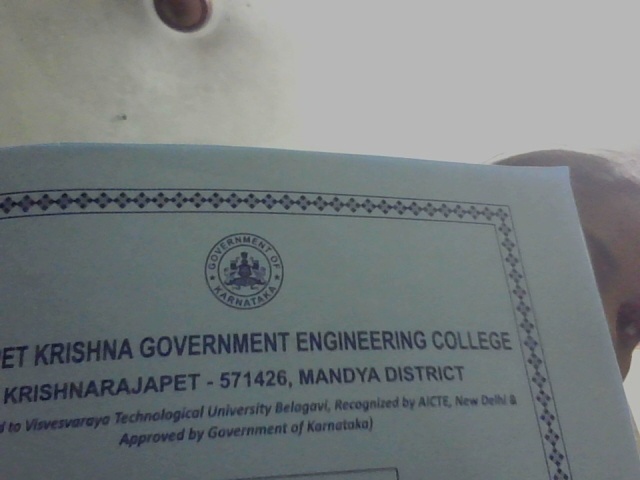 GOVERNMENT OF
KARNATAKA
KRISHNA GOVERNMENT ENGINEERING COLLEGE
KRISHNARAJAPET - 571426, MANDYA DISTRICT
to Visvesvaraya Technological University Belagavi, Recognized by AICTE, New Delhi &
Approved by Government of Karnataka)